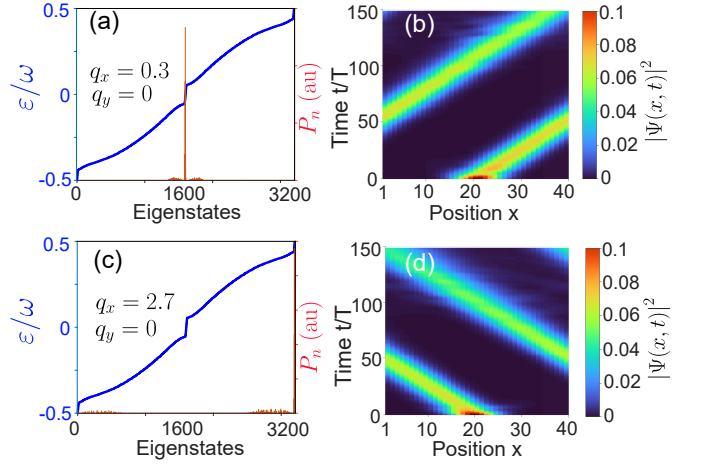 (a)
0.5
0
-0.5
ε/ω
q_x = 0.3
q_y = 0
P_n (au)
0
1600
3200
Eigenstates
(b)
150
100
50
0
Time t/T
1
10
20
30
40
Position x
0.1
0.08
0.06
0.04
0.02
0
|Ψ(x, t)|²
(c)
0.5
0
-0.5
ε/ω
q_x = 2.7
q_y = 0
P_n (au)
0
1600
3200
Eigenstates
(d)
150
100
50
0
Time t/T
1
10
20
30
40
Position x
0.1
0.08
0.06
0.04
0.02
0
|Ψ(x, t)|²